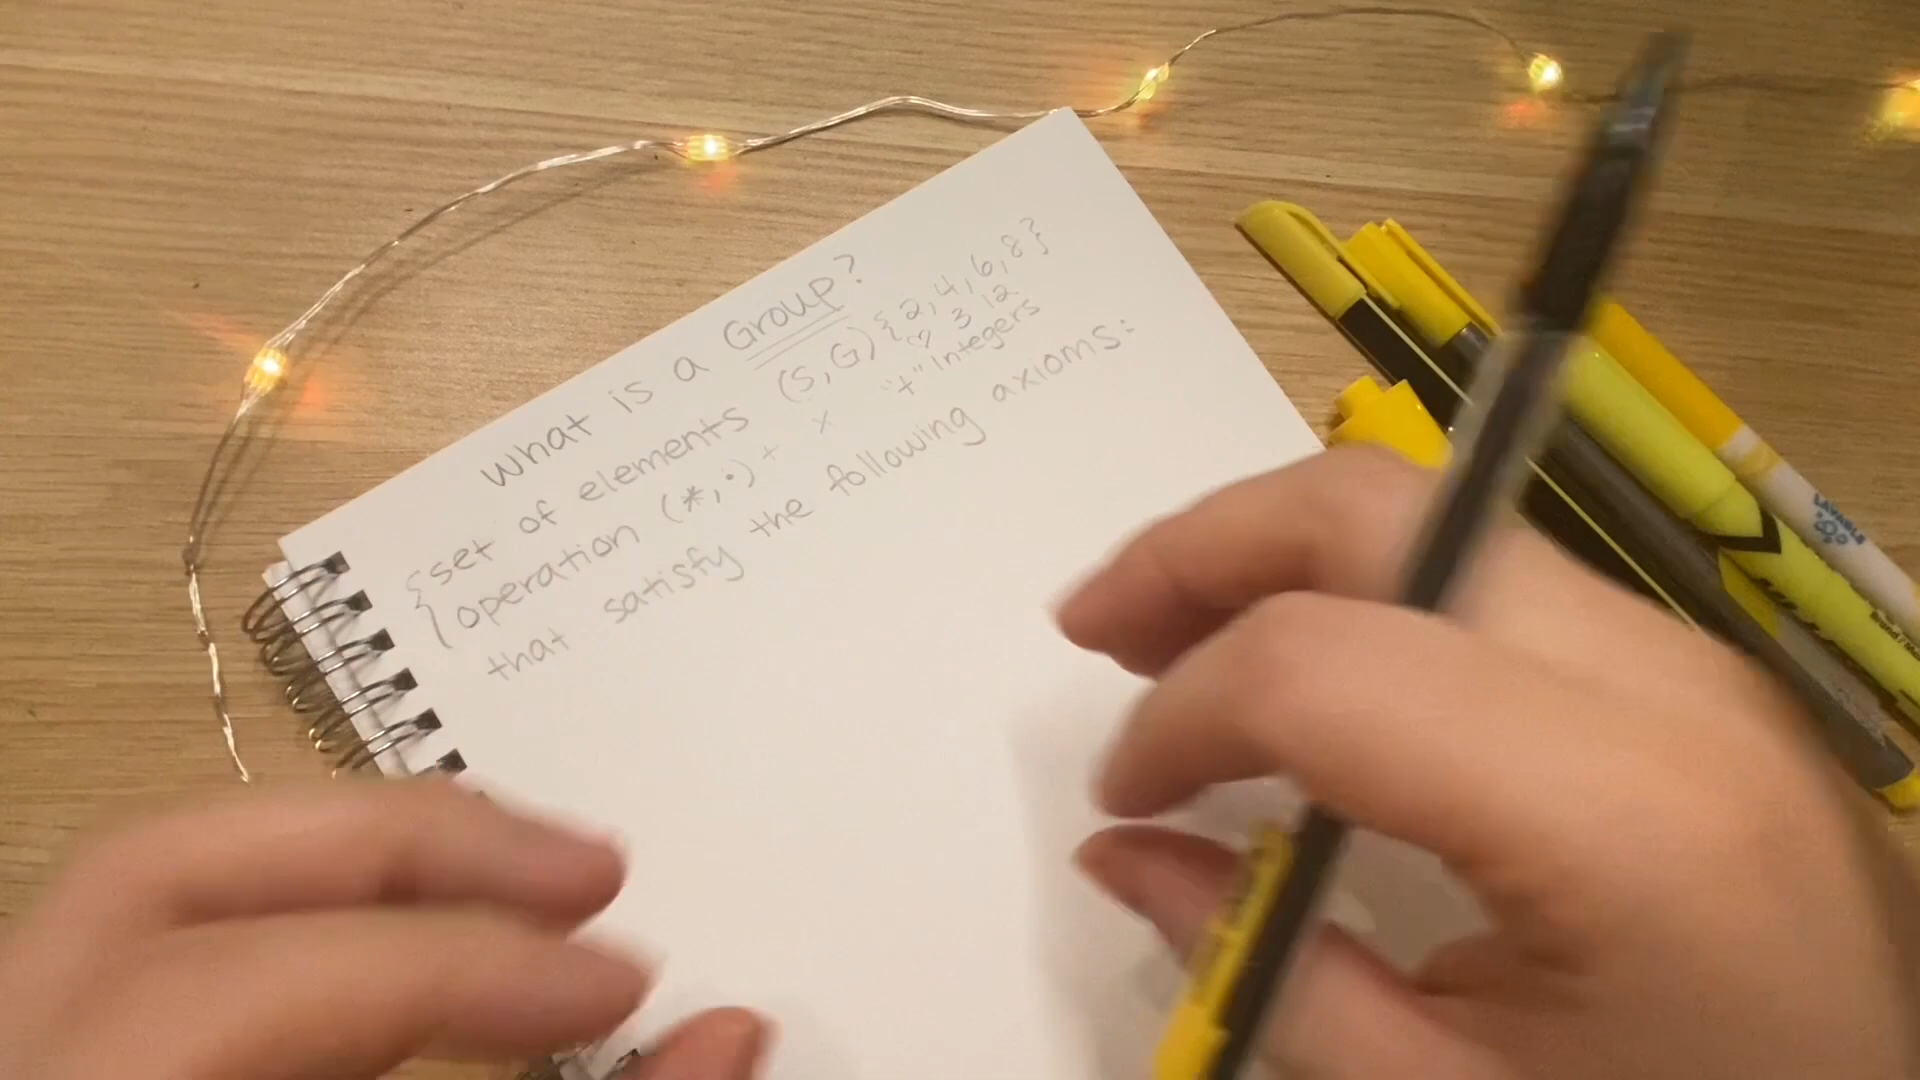 What is a Group?
set of elements (S, G) {2, 4, 6, 8}
♡ 3 12
operation (*, ·) + x "+" Integers
that satisfy the following axioms: